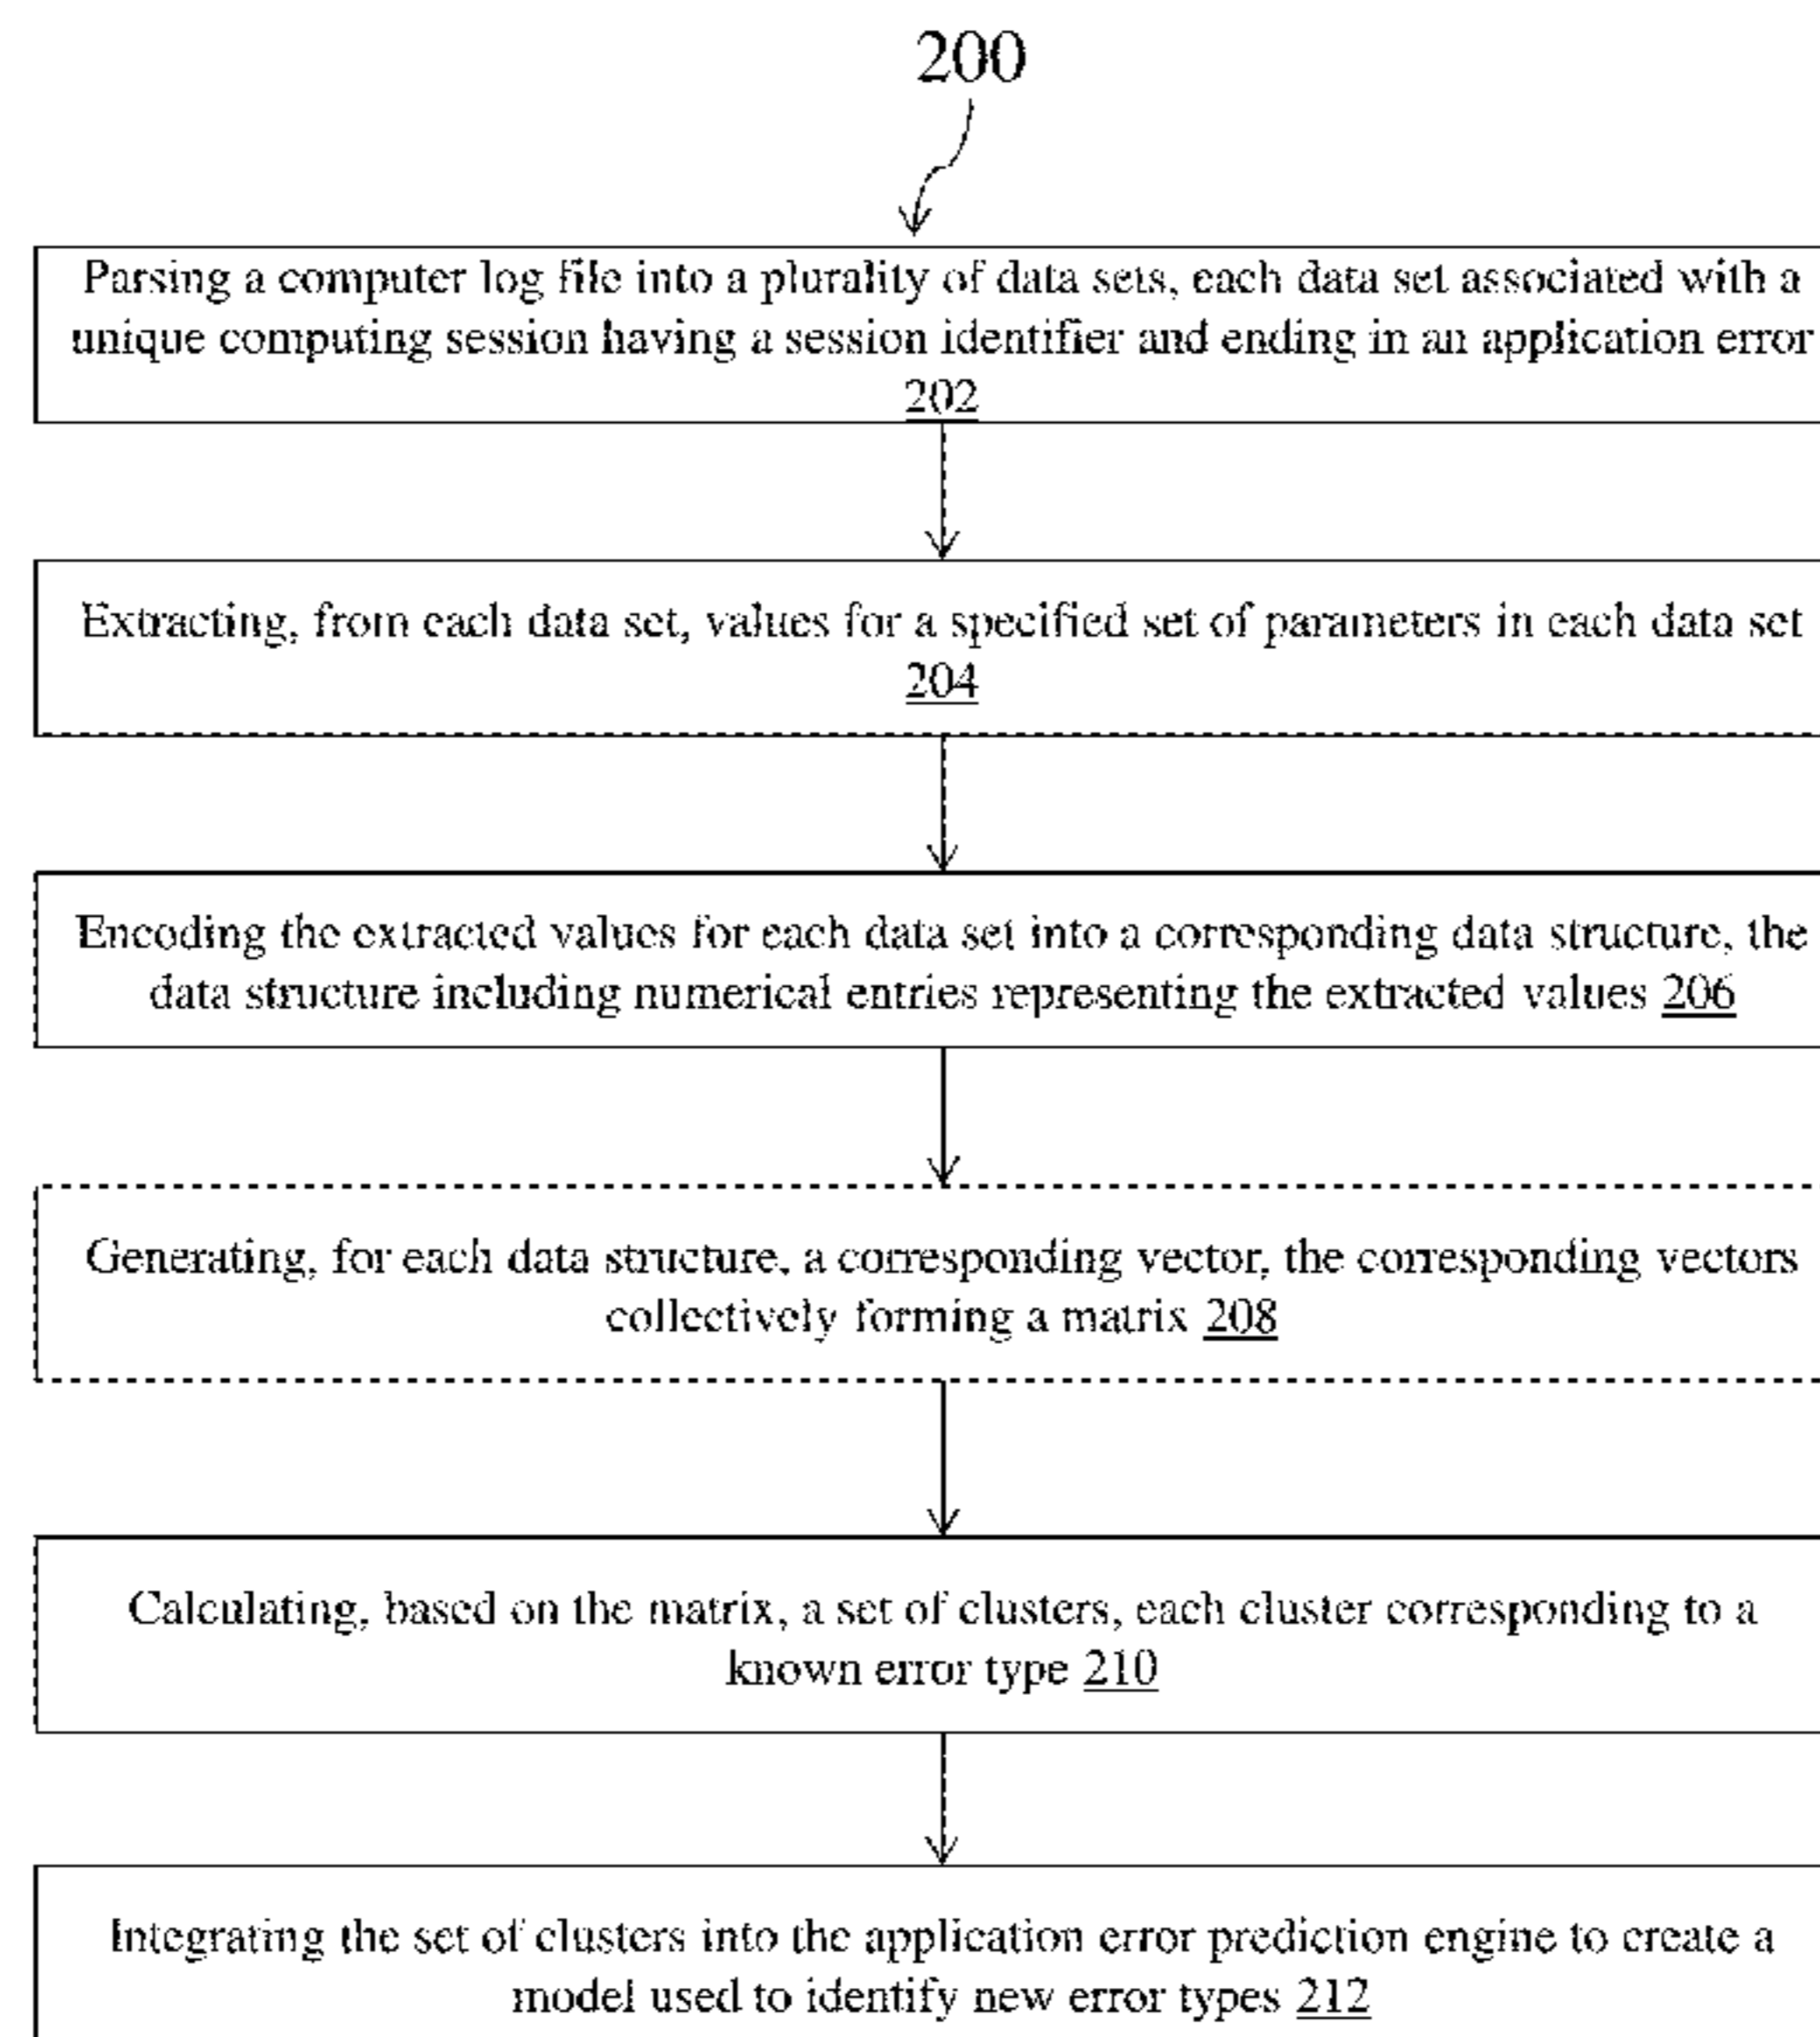 200
Parsing a computer log file into a plurality of data sets, each data set associated with a
unique computing session having a session identifier and ending in an application error
202
Extracting, from each data set, values for a specified set of parameters in each data set
204
Encoding the extracted values for each data set into a corresponding data structure, the
data structure including numerical entries representing the extracted values 206
Generating, for each data structure, a corresponding vector, the corresponding vectors
collectively forming a matrix 208
Calculating, based on the matrix, a set of clusters, each cluster corresponding to a
known error type 210
Integrating the set of clusters into the application error prediction engine to create a
model used to identify new error types 212